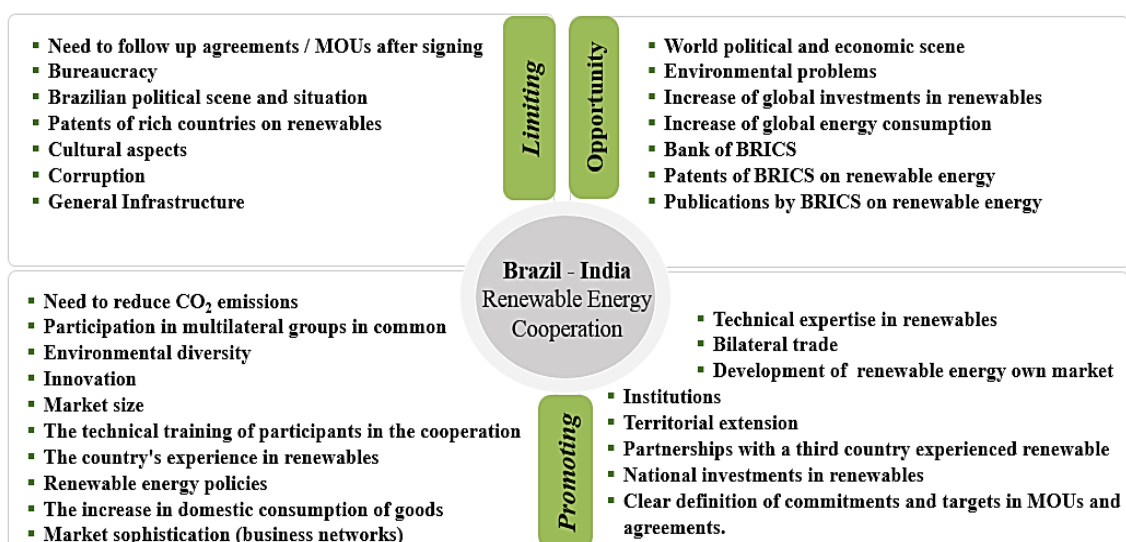 ▪ Need to follow up agreements / MOUs after signing
▪ Bureaucracy
▪ Brazilian political scene and situation
▪ Patents of rich countries on renewables
▪ Cultural aspects
▪ Corruption
▪ General Infrastructure
Limiting
Opportunity
▪ World political and economic scene
▪ Environmental problems
▪ Increase of global investments in renewables
▪ Increase of global energy consumption
▪ Bank of BRICS
▪ Patents of BRICS on renewable energy
▪ Publications by BRICS on renewable energy
Brazil - India
Renewable Energy
Cooperation
▪ Need to reduce CO₂ emissions
▪ Participation in multilateral groups in common
▪ Environmental diversity
▪ Innovation
▪ Market size
▪ The technical training of participants in the cooperation
▪ The country's experience in renewables
▪ Renewable energy policies
▪ The increase in domestic consumption of goods
▪ Market sophistication (business networks)
Promoting
▪ Technical expertise in renewables
▪ Bilateral trade
▪ Development of renewable energy own market
▪ Institutions
▪ Territorial extension
▪ Partnerships with a third country experienced renewable
▪ National investments in renewables
▪ Clear definition of commitments and targets in MOUs and
agreements.